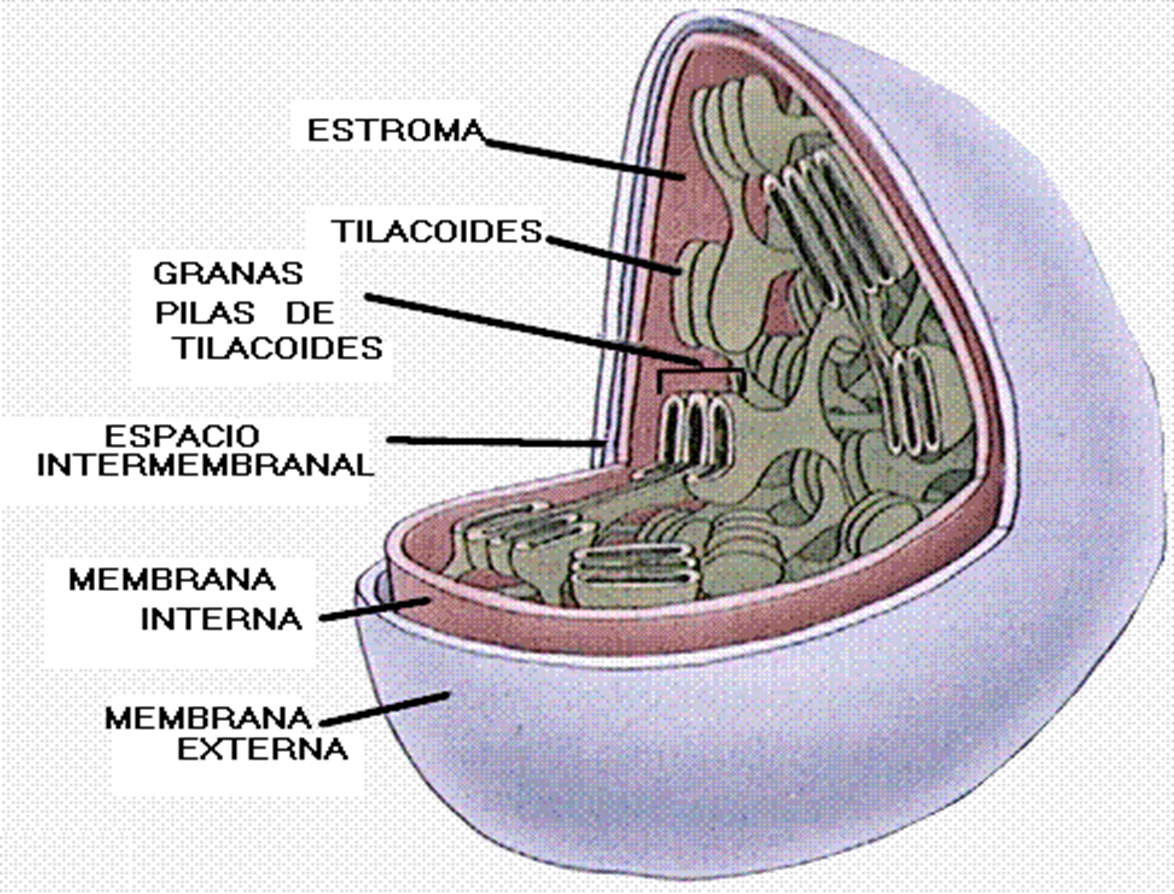 ESTROMA
TILACOIDES
GRANAS
PILAS DE
TILACOIDES
ESPACIO
INTERMEMBRANAL
MEMBRANA
INTERNA
MEMBRANA
EXTERNA